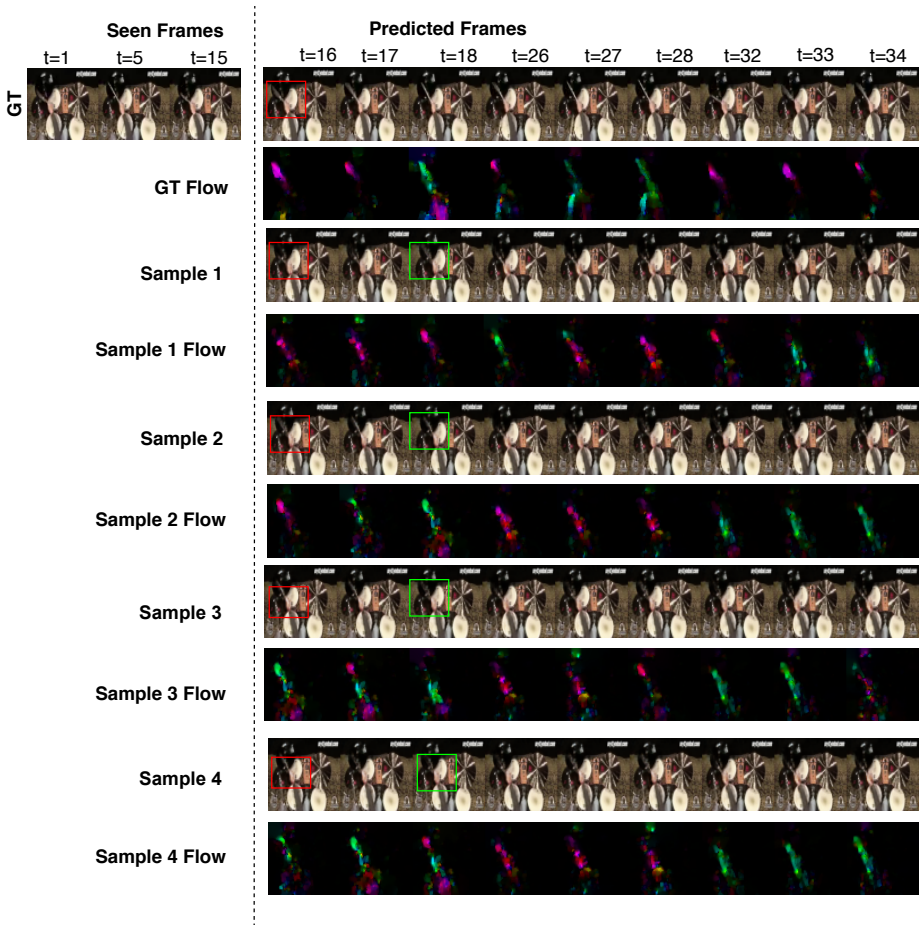 Seen Frames
Predicted Frames
t=1 t=5 t=15
t=16 t=17 t=18 t=26 t=27 t=28 t=32 t=33 t=34
GT
GT Flow
Sample 1
Sample 1 Flow
Sample 2
Sample 2 Flow
Sample 3
Sample 3 Flow
Sample 4
Sample 4 Flow